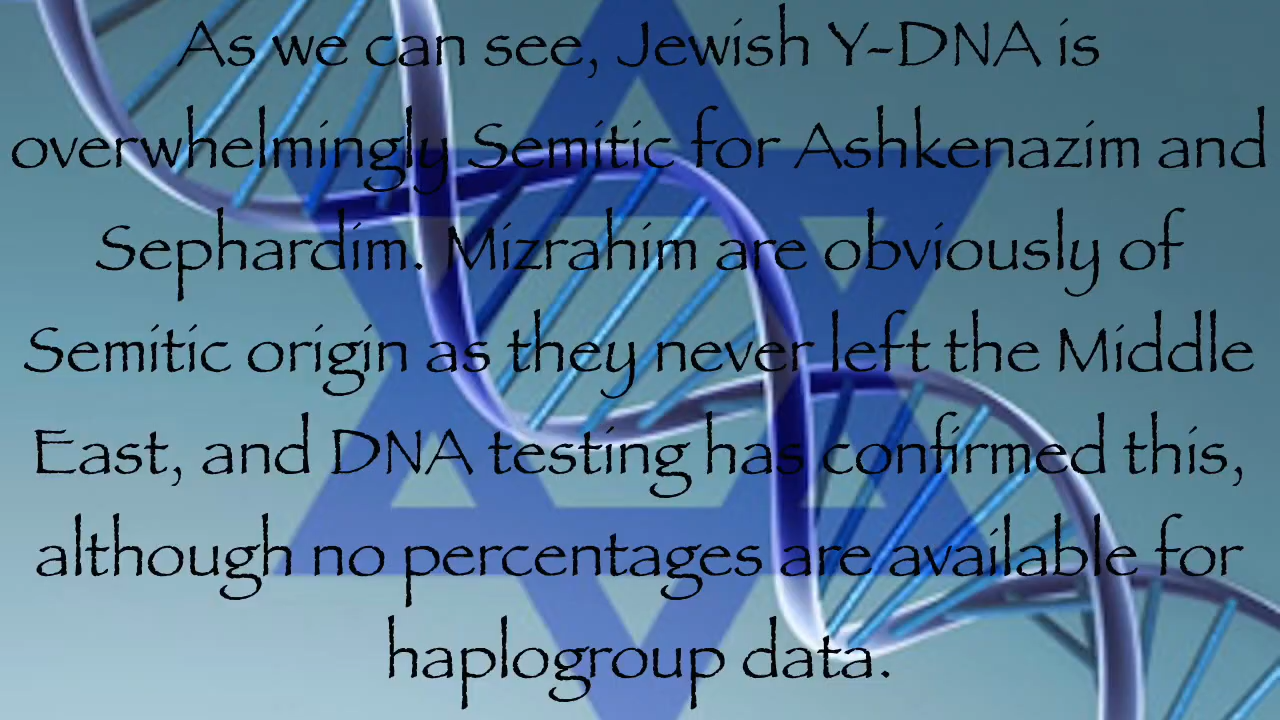 As we can see, Jewish Y-DNA is
overwhelmingly Semitic for Ashkenazim and
Sephardim. Mizrahim are obviously of
Semitic origin as they never left the Middle
East, and DNA testing has confirmed this,
although no percentages are available for
haplogroup data.